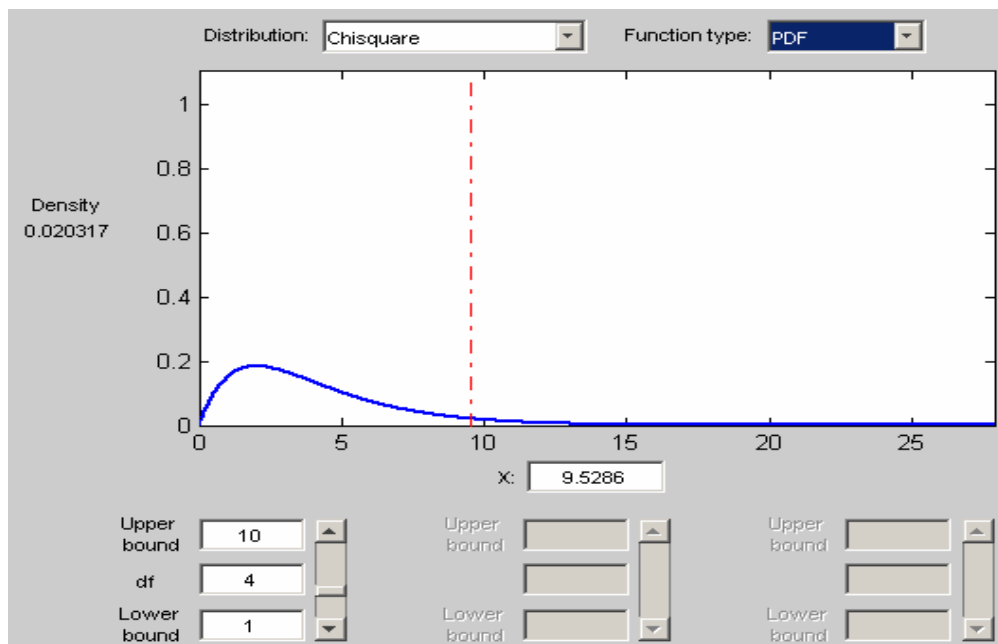 Distribution: Chisquare Function type: PDF
1
0.8
Density
0.020317
0.6
0.4
0.2
0
0 5 10 15 20 25
X: 9.5286
Upper bound 10 Upper bound Upper bound
df 4
Lower bound 1 Lower bound Lower bound